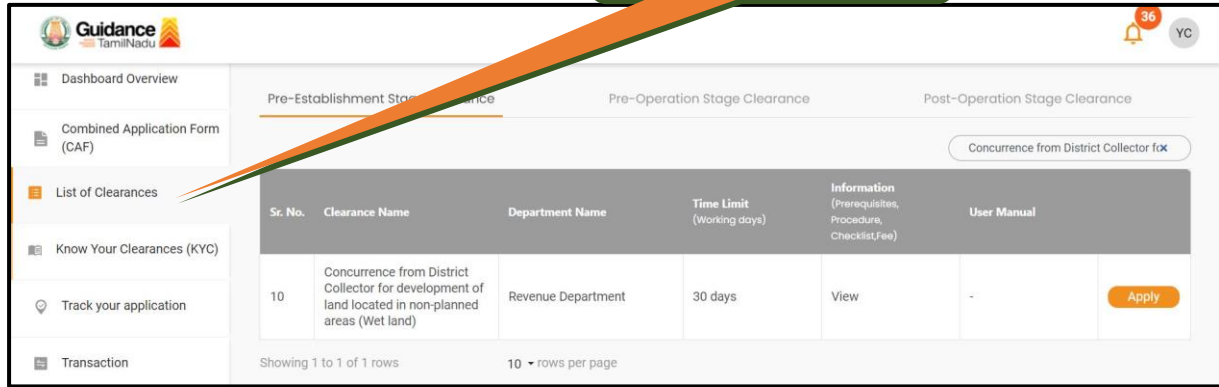 Guidance
TamilNadu
36
YC
Dashboard Overview
Combined Application Form
(CAF)
List of Clearances
Know Your Clearances (KYC)
Track your application
Transaction
Pre-Establishment Stage Clearance
Pre-Operation Stage Clearance
Post-Operation Stage Clearance
Concurrence from District Collector fo
Sr. No.
Clearance Name
Department Name
Time Limit
(Working days)
Information
(Prerequisites,
Procedure,
Checklist,Fee)
User Manual
10
Concurrence from District
Collector for development of
land located in non-planned
areas (Wet land)
Revenue Department
30 days
View
-
Apply
Showing 1 to 1 of 1 rows
10 rows per page